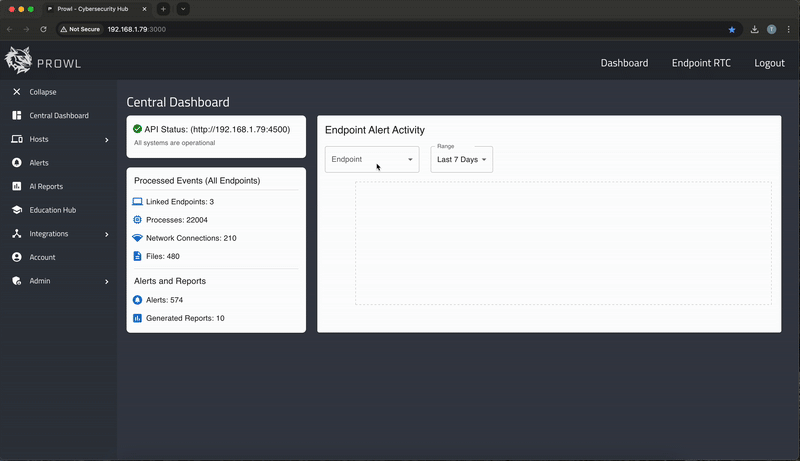 Prowl - Cybersecurity Hub
Not Secure
192.168.1.79:3000
T
PROWL
Dashboard
Endpoint RTC
Logout
Collapse
Central Dashboard
Hosts
Alerts
AI Reports
Education Hub
Integrations
Account
Admin
Central Dashboard
API Status: (http://192.168.1.79:4500)
All systems are operational
Processed Events (All Endpoints)
Linked Endpoints: 3
Processes: 22004
Network Connections: 210
Files: 480
Alerts and Reports
Alerts: 574
Generated Reports: 10
Endpoint Alert Activity
Endpoint
Range
Last 7 Days